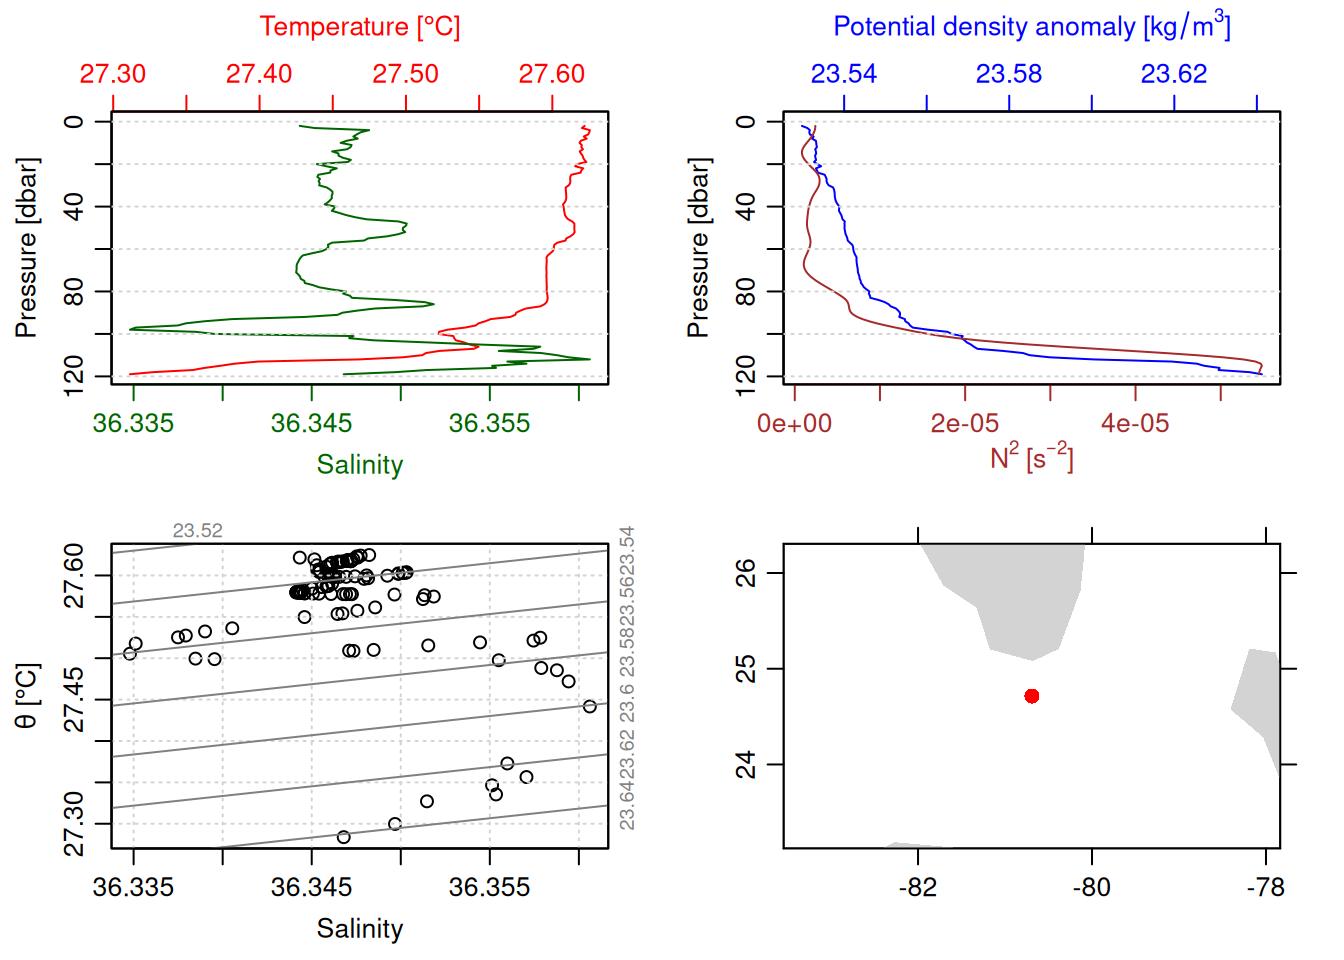 Temperature [°C]
27.30 27.40 27.50 27.60
Pressure [dbar]
0 40 80 120
36.335 36.345 36.355
Salinity
Potential density anomaly [kg/m³]
23.54 23.58 23.62
Pressure [dbar]
0 40 80 120
0e+00 2e-05 4e-05
N² [s⁻²]
23.52
23.54
23.56
23.58
23.58
23.6
23.62
23.64
θ [°C]
27.60 27.45 27.30
36.335 36.345 36.355
Salinity
26
25
24
-82 -80 -78